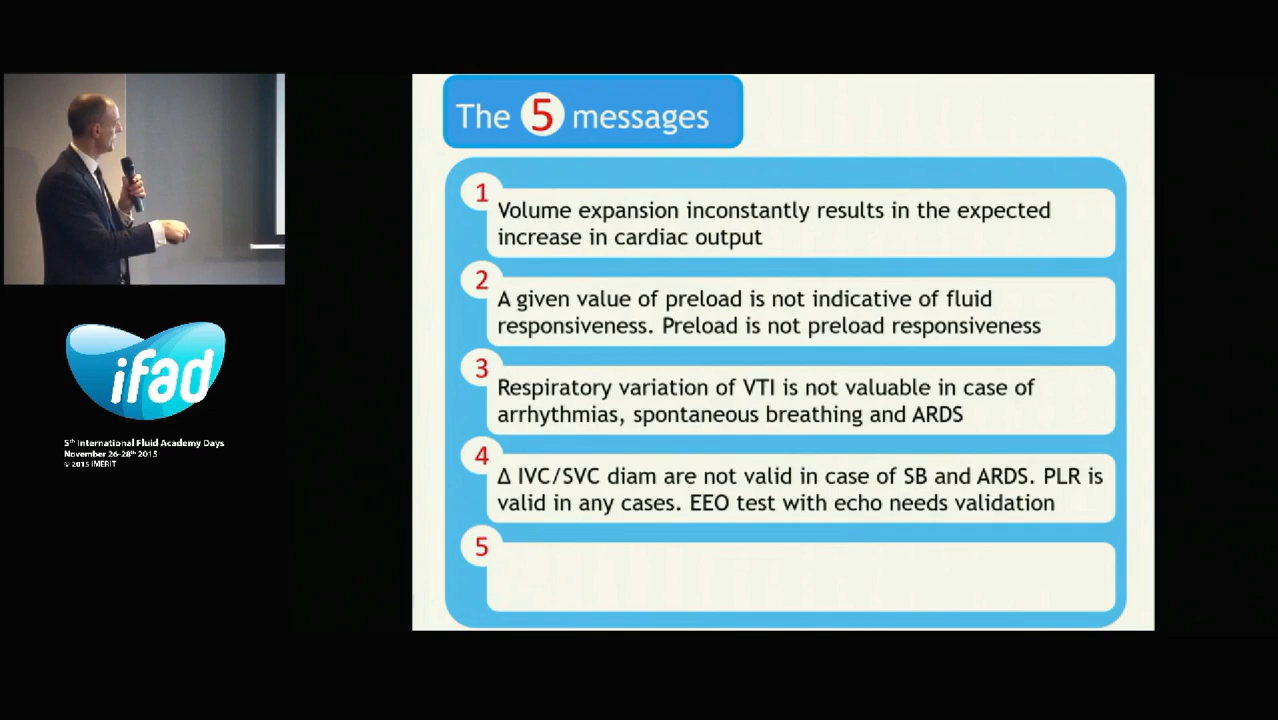 The 5 messages
1
Volume expansion inconstantly results in the expected
increase in cardiac output
2
A given value of preload is not indicative of fluid
responsiveness. Preload is not preload responsiveness
3
Respiratory variation of VTI is not valuable in case of
arrhythmias, spontaneous breathing and ARDS
4
Δ IVC/SVC diam are not valid in case of SB and ARDS. PLR is
valid in any cases. EEO test with echo needs validation
5
ifad
5th International Fluid Academy Days
November 26-28th 2015
© 2015 iMERIT